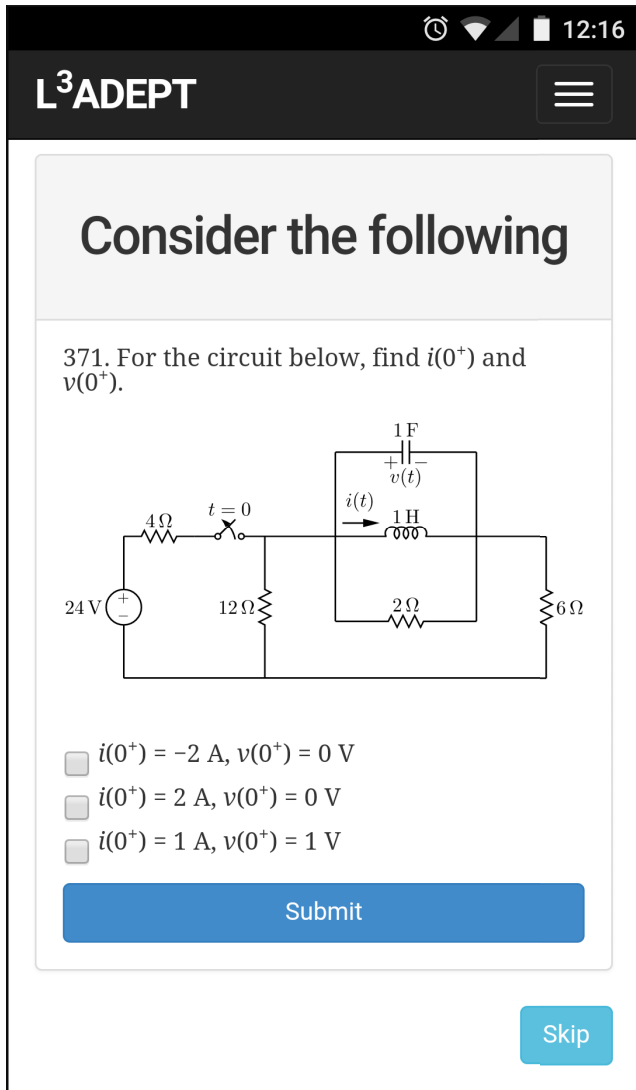 12:16
L³ADEPT
Consider the following
371. For the circuit below, find i(0⁺) and
v(0⁺).
1 F
+ −
v(t)
i(t)
t = 0
1 H
4 Ω
24 V
+
−
12 Ω
2 Ω
6 Ω
i(0⁺) = −2 A, v(0⁺) = 0 V
i(0⁺) = 2 A, v(0⁺) = 0 V
i(0⁺) = 1 A, v(0⁺) = 1 V
Submit
Skip